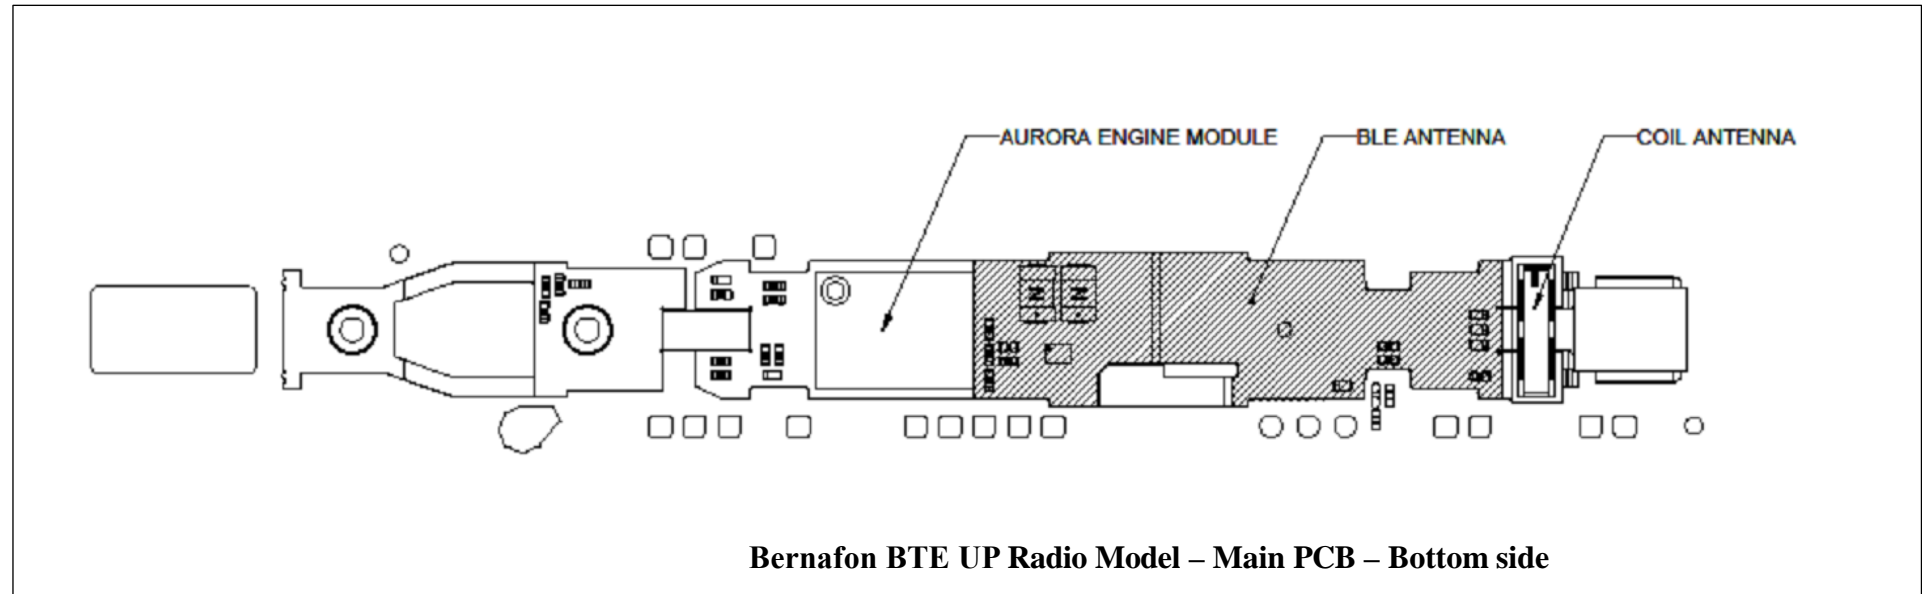 AURORA ENGINE MODULE
BLE ANTENNA
COIL ANTENNA
Bernafon BTE UP Radio Model – Main PCB – Bottom side